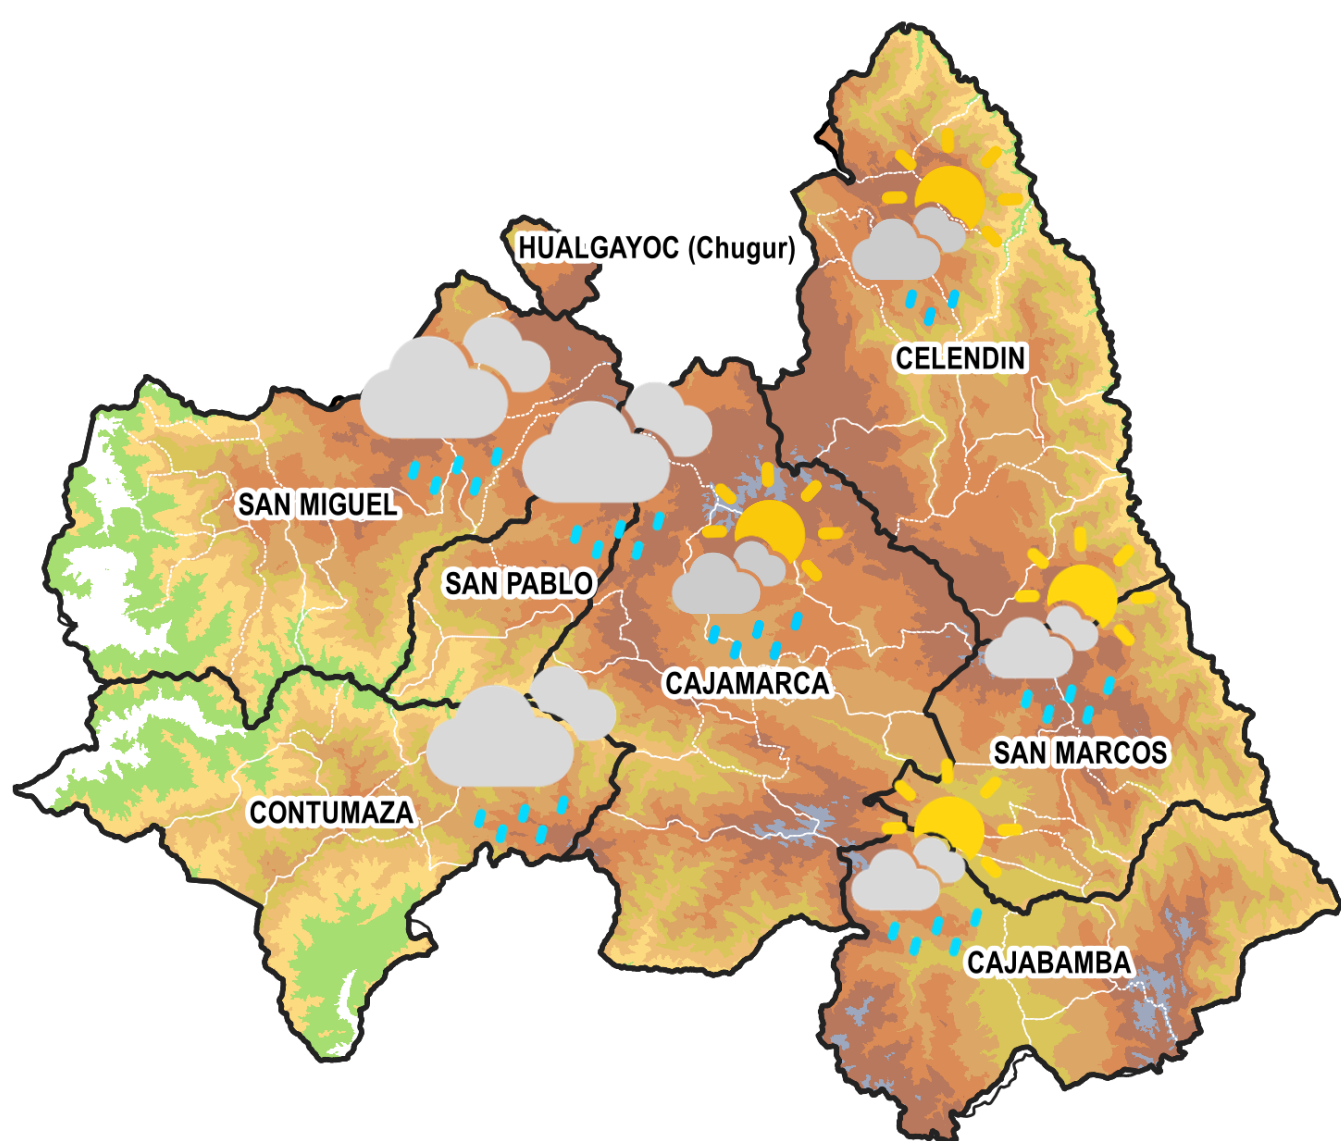 HUALGAYOC (Chugur)
CELENDIN
SAN MIGUEL
SAN PABLO
CAJAMARCA
SAN MARCOS
CONTUMAZA
CAJABAMBA